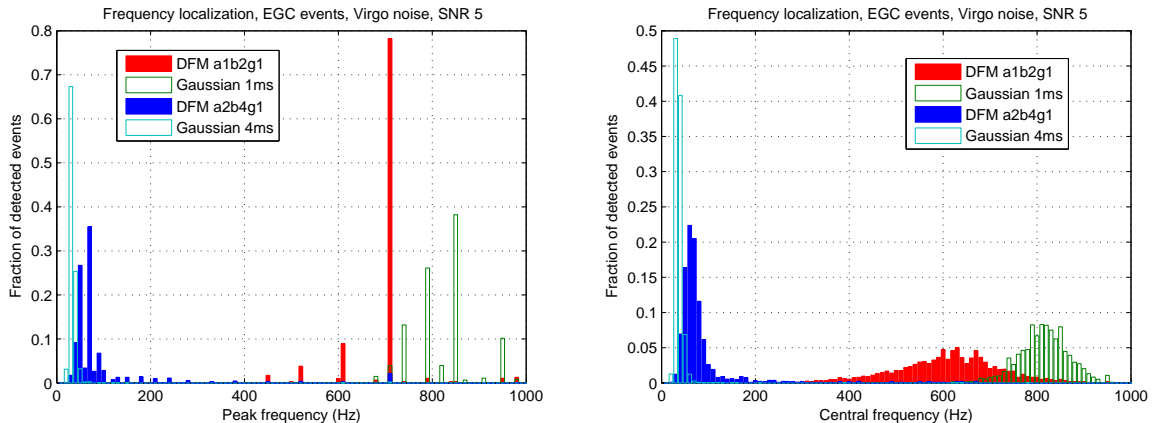 Frequency localization, EGC events, Virgo noise, SNR 5
Fraction of detected events
0.8
0.7
0.6
0.5
0.4
0.3
0.2
0.1
0
DFM a1b2g1
Gaussian 1ms
DFM a2b4g1
Gaussian 4ms
0 200 400 600 800 1000
Peak frequency (Hz)
Frequency localization, EGC events, Virgo noise, SNR 5
Fraction of detected events
0.5
0.45
0.4
0.35
0.3
0.25
0.2
0.15
0.1
0.05
0
DFM a1b2g1
Gaussian 1ms
DFM a2b4g1
Gaussian 4ms
0 200 400 600 800 1000
Central frequency (Hz)